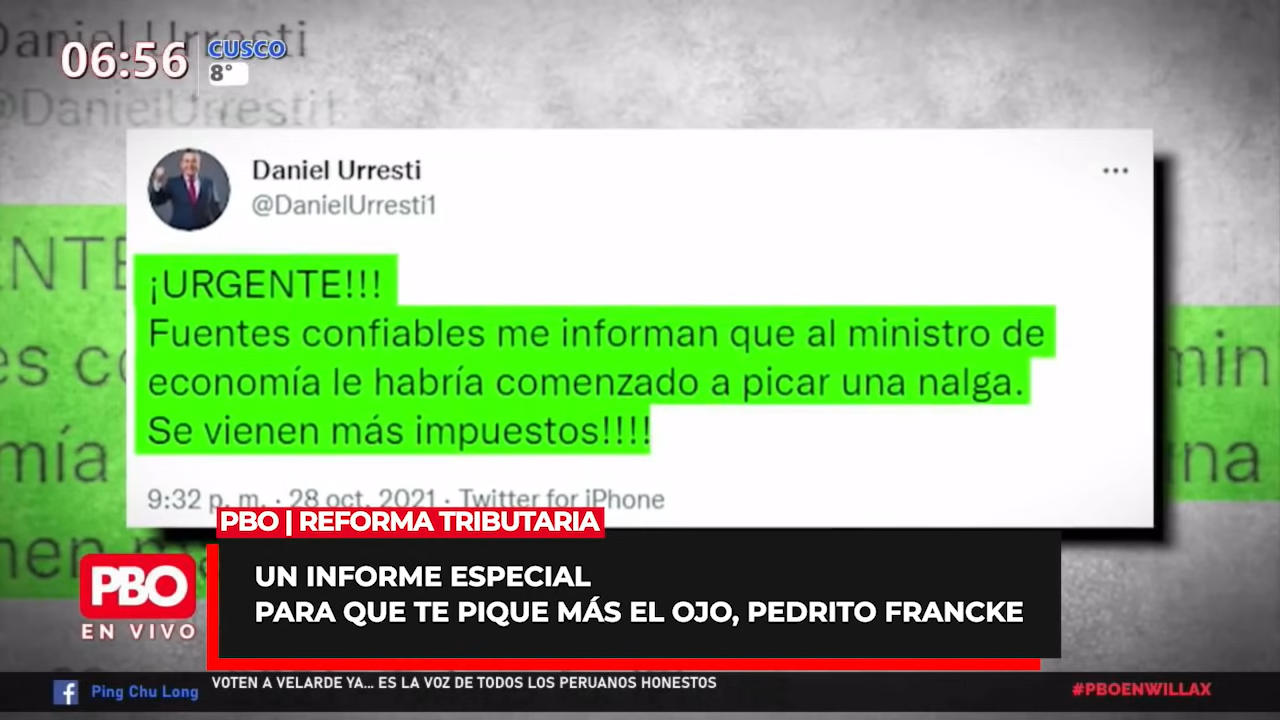 06:56
CUSCO
8°
Daniel Urresti
@DanielUrresti1
Daniel Urresti
@DanielUrresti1
¡URGENTE!!!
Fuentes confiables me informan que al ministro de
economía le habría comenzado a picar una nalga.
Se vienen más impuestos!!!!
9:32 p. m. · 28 oct. 2021 · Twitter for iPhone
PBO | REFORMA TRIBUTARIA
UN INFORME ESPECIAL
PARA QUE TE PIQUE MÁS EL OJO, PEDRITO FRANCKE
PBO
EN VIVO
Ping Chu Long
VOTEN A VELARDE YA... ES LA VOZ DE TODOS LOS PERUANOS HONESTOS
#PBOENWILLAX